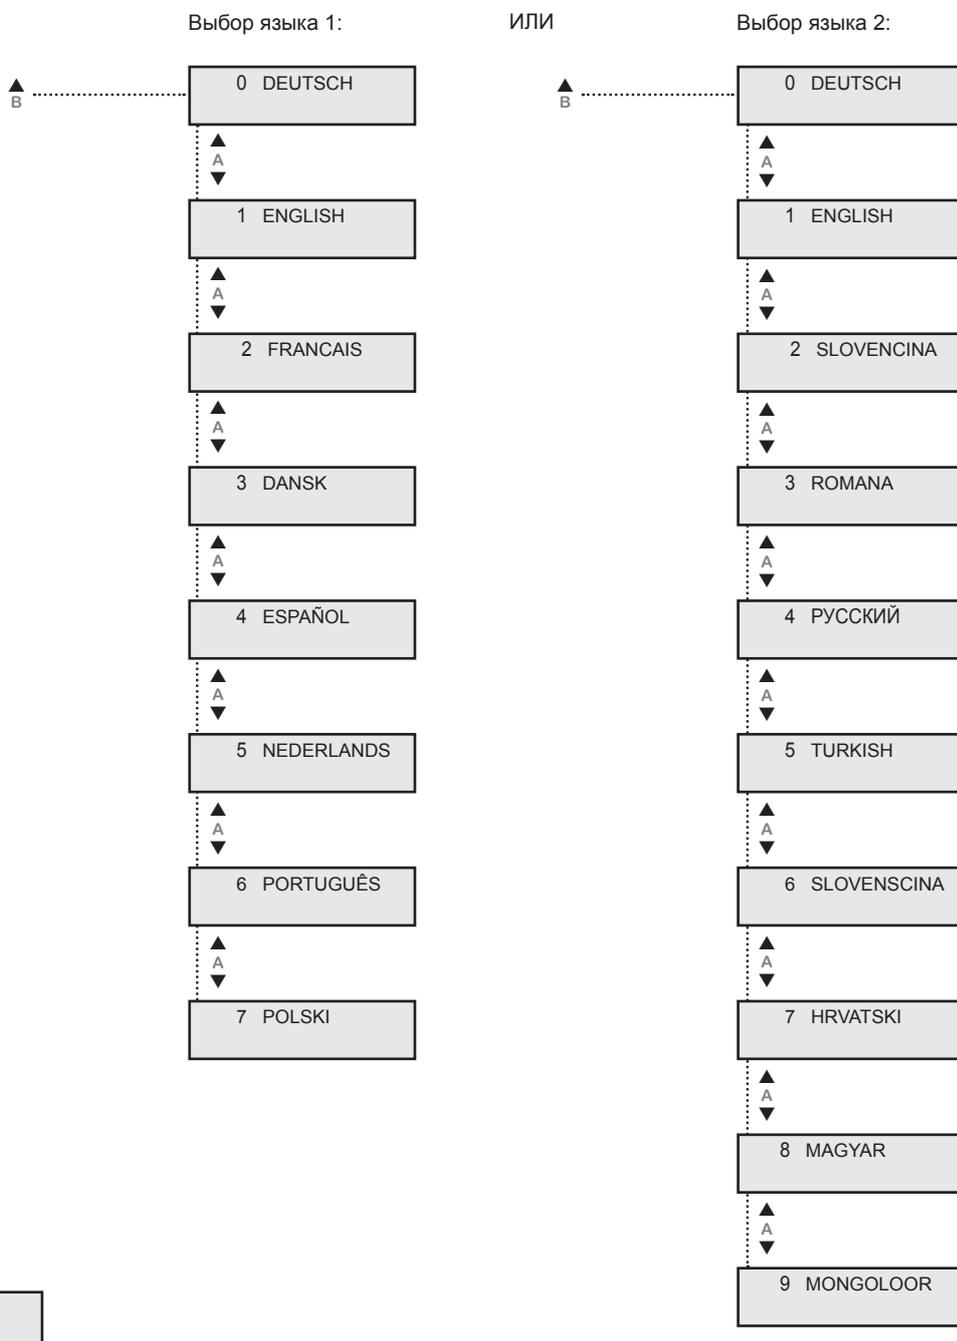 Выбор языка 1:
ИЛИ
Выбор языка 2:
B
0 DEUTSCH
A
1 ENGLISH
A
2 FRANCAIS
A
3 DANSK
A
4 ESPAÑOL
A
5 NEDERLANDS
A
6 PORTUGUÊS
A
7 POLSKI
B
0 DEUTSCH
A
1 ENGLISH
A
2 SLOVENCINA
A
3 ROMANA
A
4 РУССКИЙ
A
5 TURKISH
A
6 SLOVENSCINA
A
7 HRVATSKI
A
8 MAGYAR
A
9 MONGOLOOR